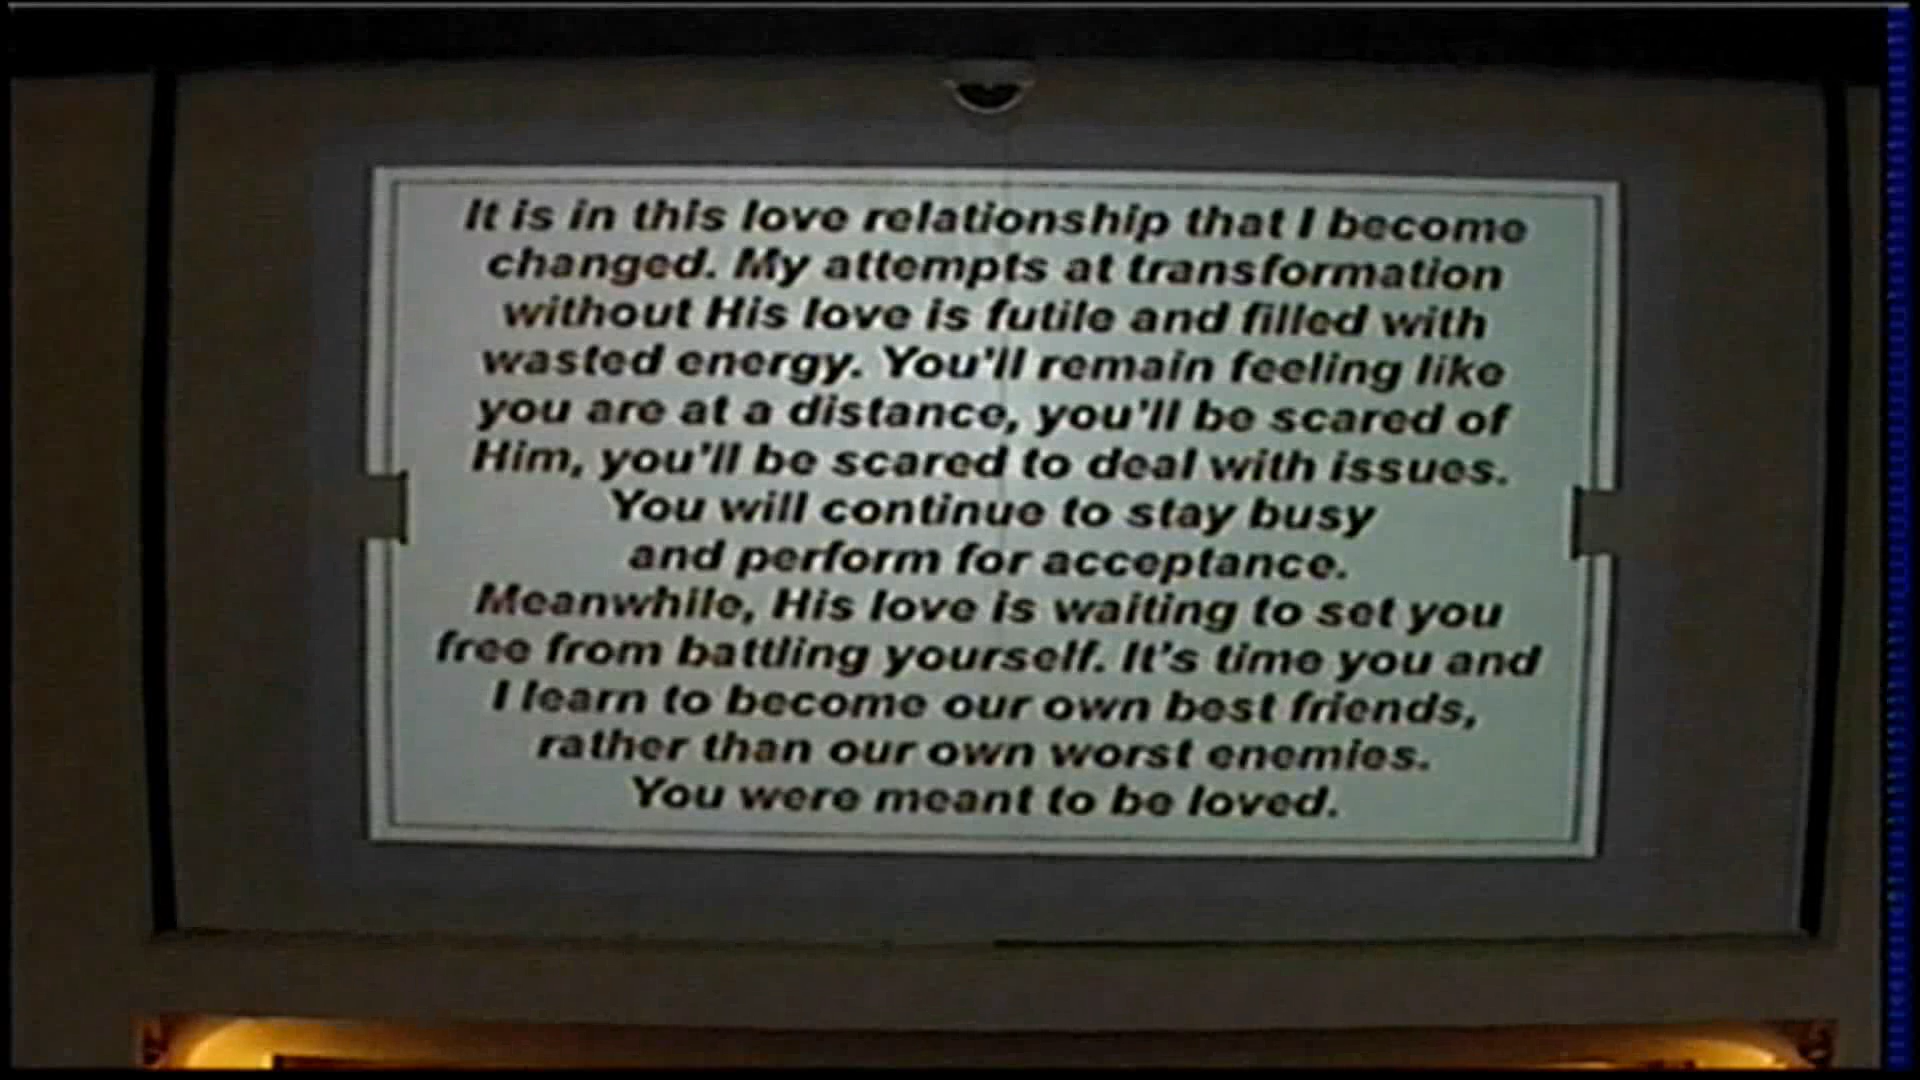 It is in this love relationship that I become
changed. My attempts at transformation
without His love is futile and filled with
wasted energy. You'll remain feeling like
you are at a distance, you'll be scared of
Him, you'll be scared to deal with issues.
You will continue to stay busy
and perform for acceptance.
Meanwhile, His love is waiting to set you
free from battling yourself. It's time you and
I learn to become our own best friends,
rather than our own worst enemies.
You were meant to be loved.